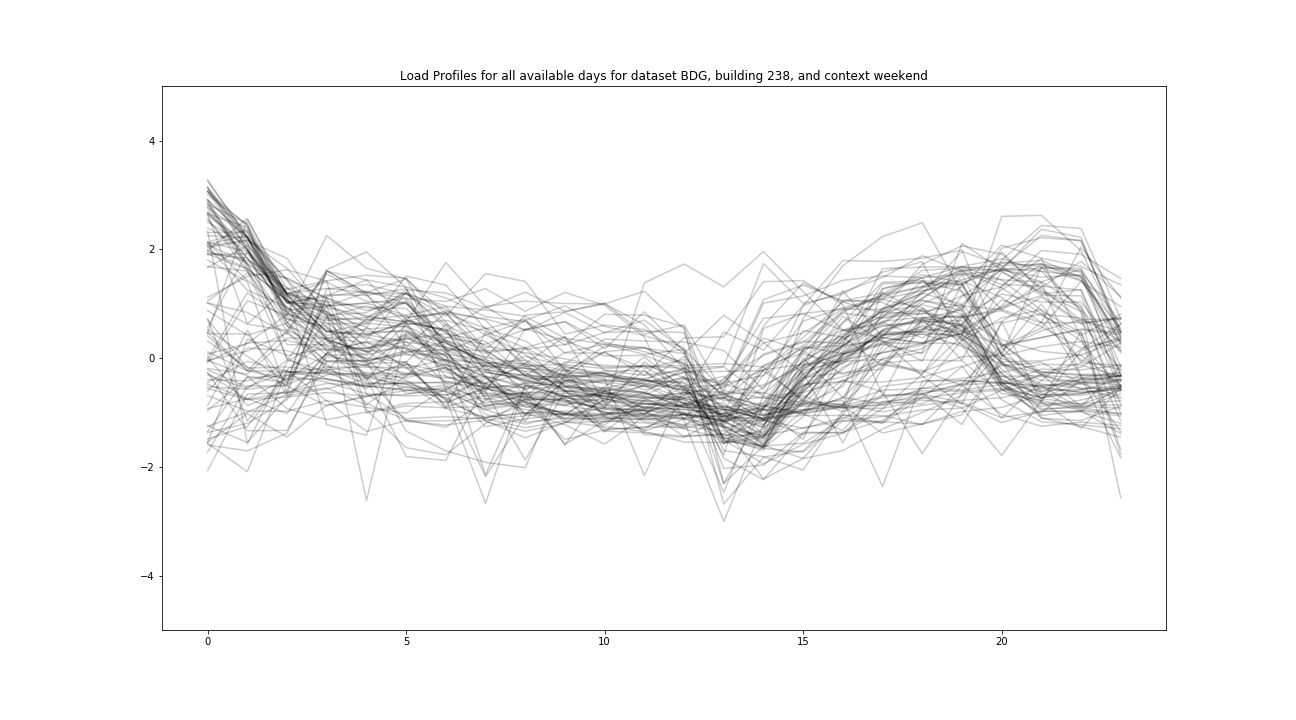 Load Profiles for all available days for dataset BDG, building 238, and context weekend
4
2
0
−2
−4
0 5 10 15 20